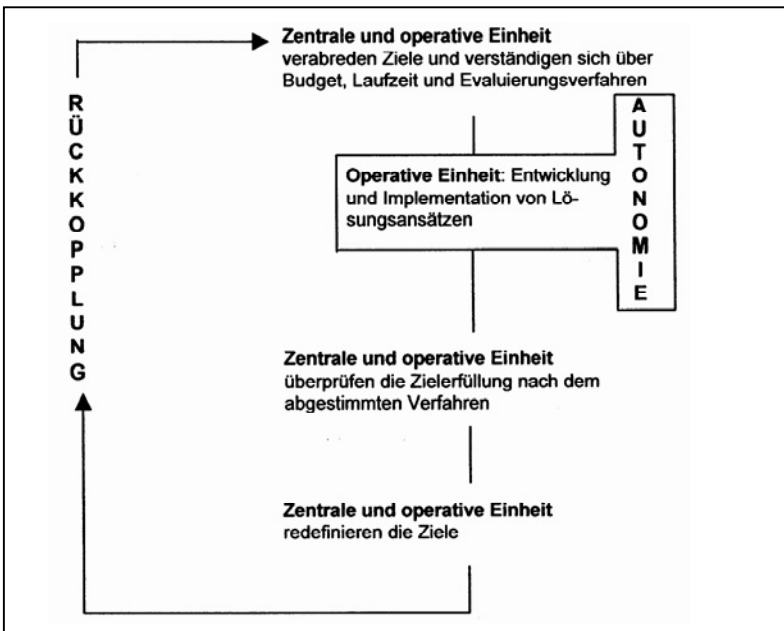 Zentrale und operative Einheit
verabreden Ziele und verständigen sich über
Budget, Laufzeit und Evaluierungsverfahren
RÜCKKOPPLUNG
AUTONOMIE
Operative Einheit: Entwicklung
und Implementation von Lö-
sungsansätzen
Zentrale und operative Einheit
überprüfen die Zielerfüllung nach dem
abgestimmten Verfahren
Zentrale und operative Einheit
redefinieren die Ziele